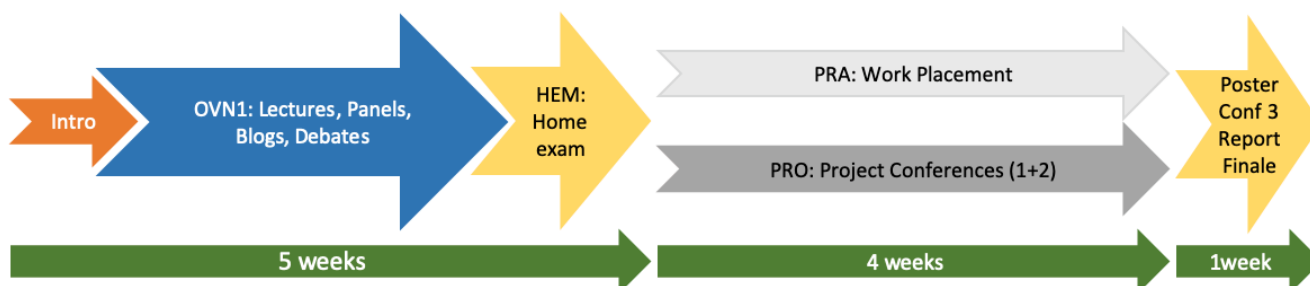 Intro
OVN1: Lectures, Panels,
Blogs, Debates
HEM:
Home
exam
PRA: Work Placement
PRO: Project Conferences (1+2)
Poster
Conf 3
Report
Finale
5 weeks
4 weeks
1week